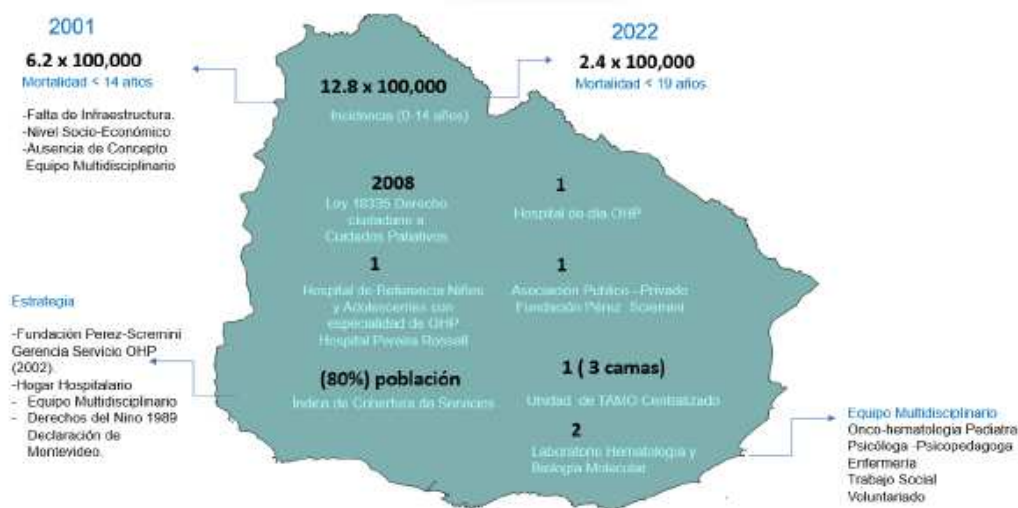 2001
6.2 x 100,000
Mortalidad < 14 años
-Falta de Infraestructura.
-Nivel Socio-Económico
-Ausencia de Concepto
Equipo Multidisciplinario
2022
2.4 x 100,000
Mortalidad < 19 años
12.8 x 100,000
Incidencia (0-14 años)
2008
Ley 18335 Derecho
ciudadano a
Cuidados Paliativos
1
Hospital de día OHP
1
Hospital de Referencia Niños
y Adolescentes con
especialidad de OHP
Hospital Pereira Rossell
1
Asociación Publico -Privado
Fundación Pérez Scremini
(80%) población
Índice de Cobertura de Servicios
1 ( 3 camas)
Unidad de TAMO Centralizado
2
Laboratorio Hematología y
Biología Molecular
Estrategia
-Fundación Perez-Scremini
Gerencia Servicio OHP
(2002).
-Hogar Hospitalario
- Equipo Multidisciplinario
- Derechos del Nino 1989
Declaración de
Montevideo.
Equipo Multidisciplinario
Onco-hematologia Pediatra
Psicóloga -Psicopedagoga
Enfermería
Trabajo Social
Voluntariado